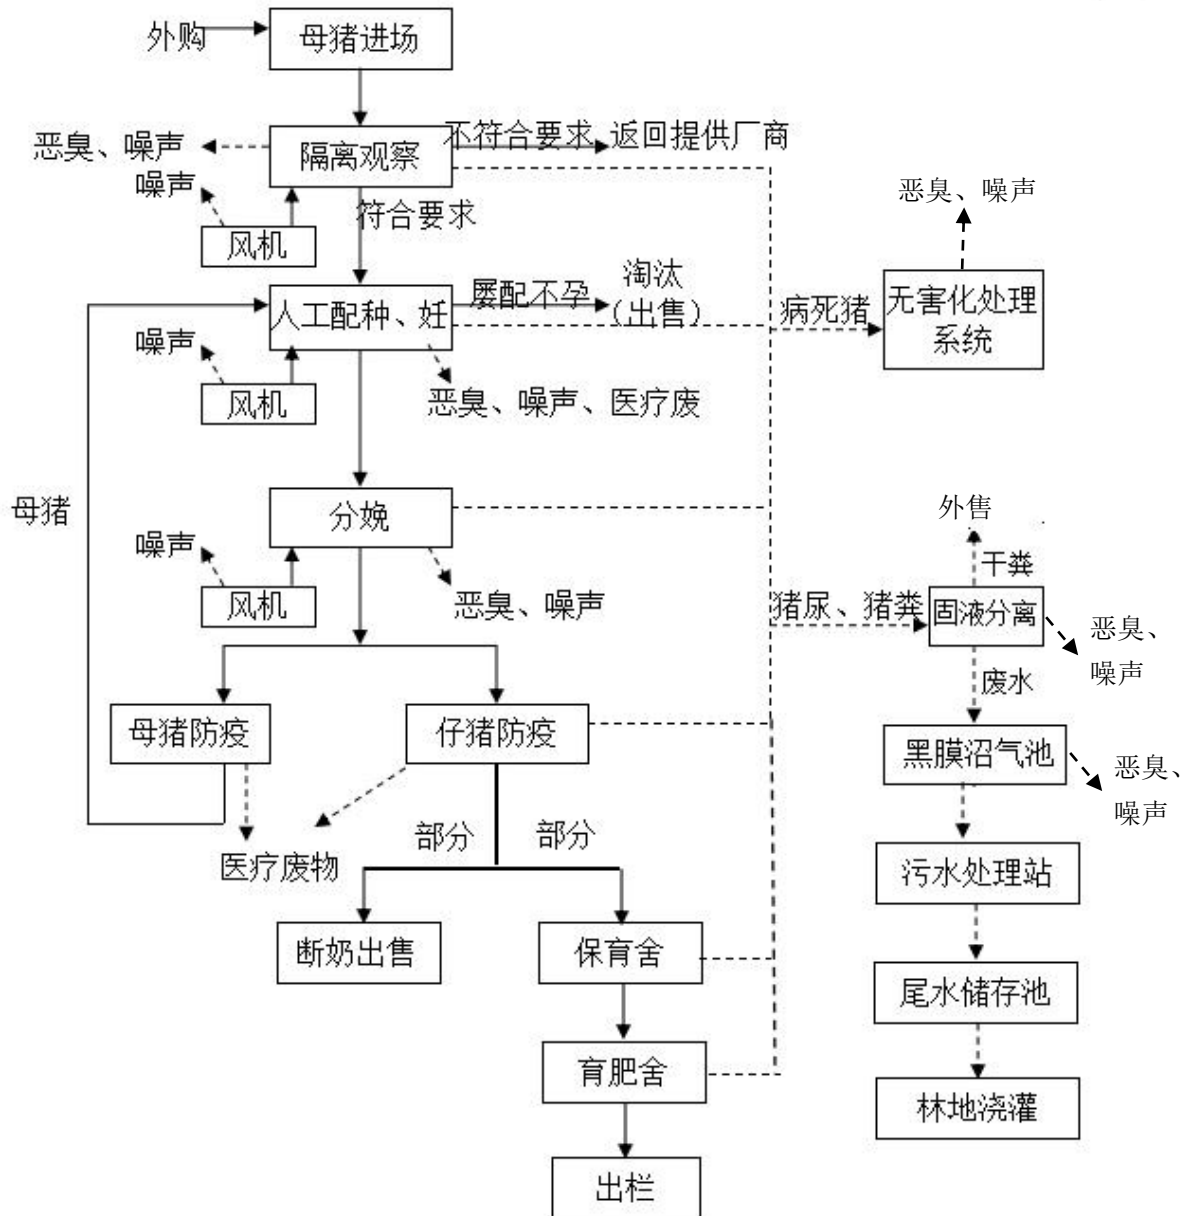 外购
母猪进场
恶臭、噪声
隔离观察
不符合要求
返回提供厂商
噪声
风机
符合要求
恶臭、噪声
人工配种、妊
屡配不孕
淘汰
（出售）
病死猪
无害化处理
系统
噪声
风机
恶臭、噪声、医疗废
母猪
分娩
外售
干粪
噪声
风机
恶臭、噪声
猪尿、猪粪
固液分离
恶臭、
噪声
废水
母猪防疫
仔猪防疫
黑膜沼气池
恶臭、
噪声
医疗废物
部分
部分
污水处理站
断奶出售
保育舍
尾水储存池
育肥舍
林地浇灌
出栏